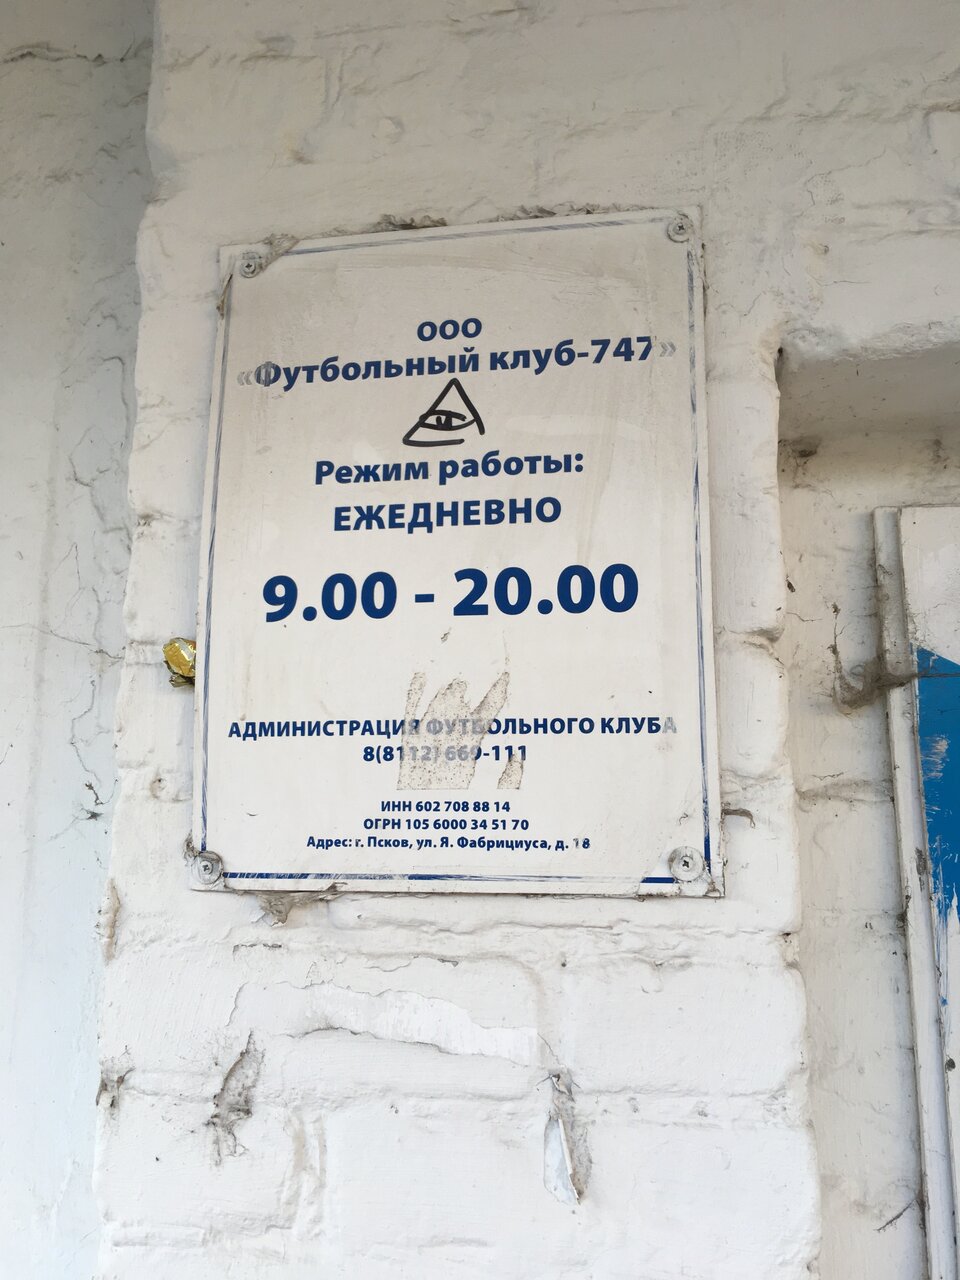 ООО
«Футбольный клуб-747»
Режим работы:
ЕЖЕДНЕВНО
9.00 - 20.00
АДМИНИСТРАЦИЯ ФУТБОЛЬНОГО КЛУБА
8(8112) 669-111
ИНН 602 708 88 14
ОГРН 105 6000 34 51 70
Адрес: г. Псков, ул. Я. Фабрициуса, д. 18